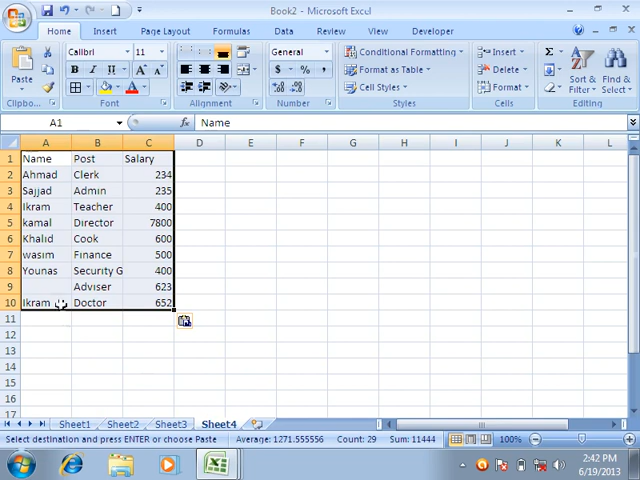 Book2 - Microsoft Excel
Home Insert Page Layout Formulas Data Review View Developer
Paste
Clipboard...
Calibri 11
B I U A A
Font
Alignment
General
$ % ,
Number
Conditional Formatting
Format as Table
Cell Styles
Styles
Insert
Delete
Format
Cells
Σ
Sort & Filter
Find & Select
Editing
A1 Name
A B C D E F G H I J K L
1 Name Post Salary
2 Ahmad Clerk 234
3 Sajjad Admin 235
4 Ikram Teacher 400
5 kamal Director 7800
6 Khalid Cook 600
7 wasim Finance 500
8 Younas Security G 400
9 Adviser 623
10 Ikram Doctor 652
11
12
13
14
15
16
17
Sheet1 Sheet2 Sheet3 Sheet4
Select destination and press ENTER or choose Paste Average: 1271.555556 Count: 29 Sum: 11444 100%
2:42 PM
6/19/2013